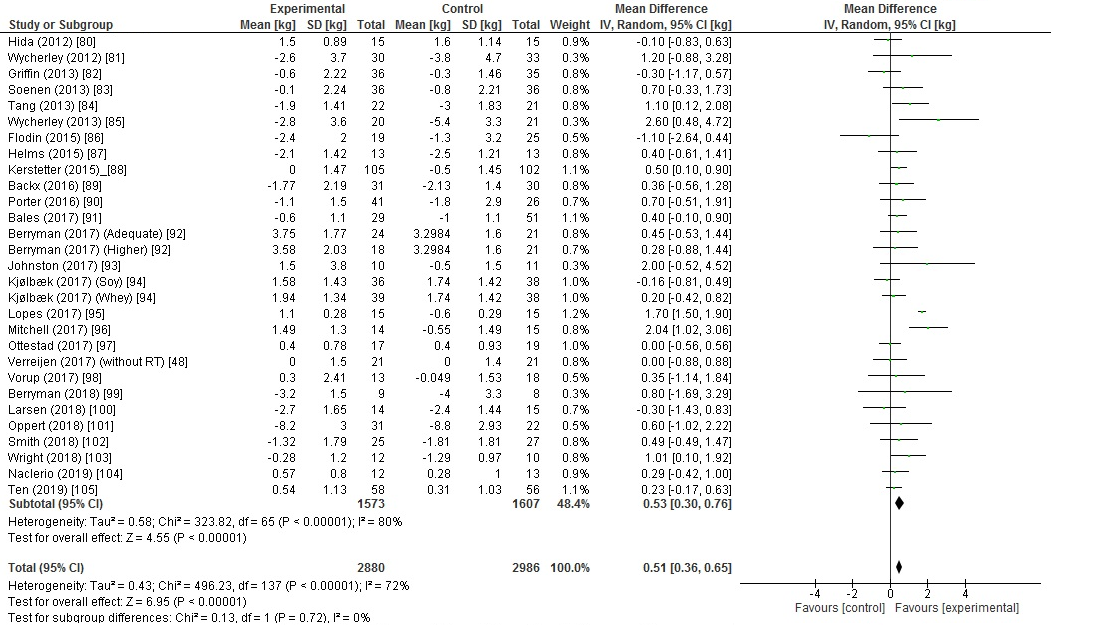 Experimental Control Mean Difference Mean Difference
Study or Subgroup Mean [kg] SD [kg] Total Mean [kg] SD [kg] Total Weight IV, Random, 95% CI [kg] IV, Random, 95% CI [kg]
Hida (2012) [80] 1.5 0.89 15 1.6 1.14 15 0.9% -0.10 [-0.83, 0.63]
Wycherley (2012) [81] -2.6 3.7 30 -3.8 4.7 33 0.3% 1.20 [-0.88, 3.28]
Griffin (2013) [82] -0.6 2.22 36 -0.3 1.46 35 0.8% -0.30 [-1.17, 0.57]
Soenen (2013) [83] -0.1 2.24 36 -0.8 2.21 36 0.7% 0.70 [-0.33, 1.73]
Tang (2013) [84] -1.9 1.41 22 -3 1.83 21 0.7% 1.10 [0.12, 2.08]
Wycherley (2013) [85] -2.8 3.6 20 -5.4 3.3 21 0.3% 2.60 [0.48, 4.72]
Flodin (2015) [86] -2.4 2 19 -1.3 3.2 25 0.4% -1.10 [-2.64, 0.44]
Helms (2015) [87] -2.1 1.42 13 -2.5 1.21 13 0.7% 0.40 [-0.61, 1.41]
Kerstetter (2015)_[88] 0 1.47 105 -0.5 1.45 102 1.1% 0.50 [0.10, 0.90]
Backx (2016) [89] -1.77 2.19 31 -2.13 1.4 30 0.8% 0.36 [-0.56, 1.28]
Porter (2016) [90] -1.1 1.5 41 -1.8 2.9 26 0.6% 0.70 [-0.51, 1.91]
Bales (2017) [91] -0.6 1.1 29 -1 1.1 51 1.0% 0.40 [-0.10, 0.90]
Berryman (2017) (Adequate) [92] 3.75 1.77 24 3.2984 1.6 21 0.7% 0.45 [-0.53, 1.44]
Berryman (2017) (Higher) [92] 3.58 2.03 18 3.2984 1.6 21 0.6% 0.28 [-0.88, 1.44]
Johnston (2017) [93] 1.5 3.8 10 -0.5 1.5 11 0.2% 2.00 [-0.52, 4.52]
Kjølbæk (2017) (Soy) [94] 1.58 1.43 36 1.74 1.42 38 1.0% -0.16 [-0.81, 0.49]
Kjølbæk (2017) (Whey) [94] 1.94 1.34 39 1.74 1.42 38 1.0% 0.20 [-0.42, 0.82]
Lopes (2017) [95] 1.1 0.28 15 -0.6 0.29 15 1.2% 1.70 [1.50, 1.90]
Mitchell (2017) [96] 1.49 1.3 14 -0.55 1.49 15 0.7% 2.04 [1.02, 3.06]
Ottestad (2017) [97] 0.4 0.78 17 0.4 0.93 19 1.0% 0.00 [-0.56, 0.56]
Verreijen (2017) (without RT) [48] 0 1.5 21 0 1.4 21 0.8% 0.00 [-0.88, 0.88]
Vorup (2017) [98] 0.3 2.41 13 -0.049 1.53 18 0.5% 0.35 [-1.14, 1.84]
Berryman (2018) [99] -3.2 1.5 9 -4 3.3 8 0.2% 0.80 [-1.69, 3.29]
Larsen (2018) [100] -2.7 1.65 14 -2.4 1.44 15 0.7% -0.30 [-1.43, 0.83]
Oppert (2018) [101] -8.2 3 31 -8.8 2.93 22 0.4% 0.60 [-1.02, 2.22]
Smith (2018) [102] -1.32 1.79 25 -1.81 1.81 27 0.7% 0.49 [-0.49, 1.47]
Wright (2018) [103] -0.28 1.2 12 -1.29 0.97 10 0.8% 1.01 [0.10, 1.92]
Naclerio (2019) [104] 0.57 0.8 12 0.28 1 13 0.9% 0.29 [-0.42, 1.00]
Ten (2019) [105] 0.54 1.13 58 0.31 1.03 56 1.1% 0.23 [-0.17, 0.63]
Subtotal (95% CI) 1573 1607 48.4% 0.53 [0.30, 0.76]
Heterogeneity: Tau² = 0.58; Chi² = 323.82, df = 65 (P < 0.00001); I² = 80%
Test for overall effect: Z = 4.55 (P < 0.00001)
Total (95% CI) 2880 2986 100.0% 0.51 [0.36, 0.65]
Heterogeneity: Tau² = 0.43; Chi² = 496.23, df = 137 (P < 0.00001); I² = 72%
-4 -2 0 2 4
Test for overall effect: Z = 6.95 (P < 0.00001)
Favours [control] Favours [experimental]
Test for subgroup differences: Chi² = 0.13, df = 1 (P = 0.72), I² = 0%